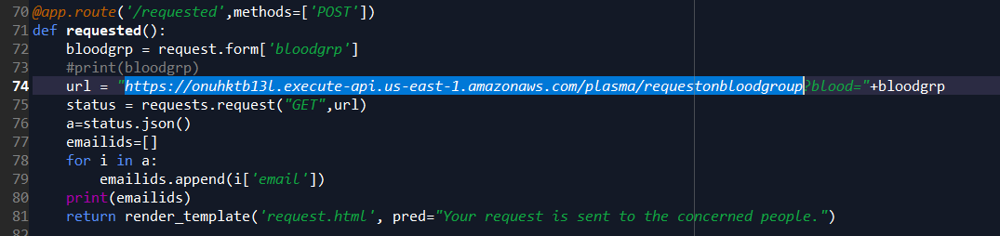 70 @app.route('/requested',methods=['POST'])
71 def requested():
72 bloodgrp = request.form['bloodgrp']
73 #print(bloodgrp)
74 url = "https://onuhktb13l.execute-api.us-east-1.amazonaws.com/plasma/requestonbloodgroup?blood="+bloodgrp
75 status = requests.request("GET",url)
76 a=status.json()
77 emailids=[]
78 for i in a:
79 emailids.append(i['email'])
80 print(emailids)
81 return render_template('request.html', pred="Your request is sent to the concerned people.")
82